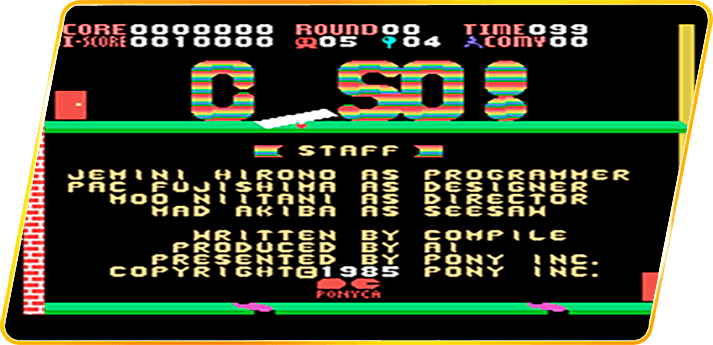 CORE0000000 ROUND00 TIME099
I-SCORE0010000 05 04 COMY00
C SO!
STAFF
JEMINI HIRONO AS PROGRAMMER
PAC FUJISHIMA AS DESIGNER
MOO NIITANI AS DIRECTOR
MAD AKIBA AS SEESAW
WRITTEN BY COMPILE
PRODUCED BY AI
PRESENTED BY PONY INC.
COPYRIGHT©1985 PONY INC.
PONYCA